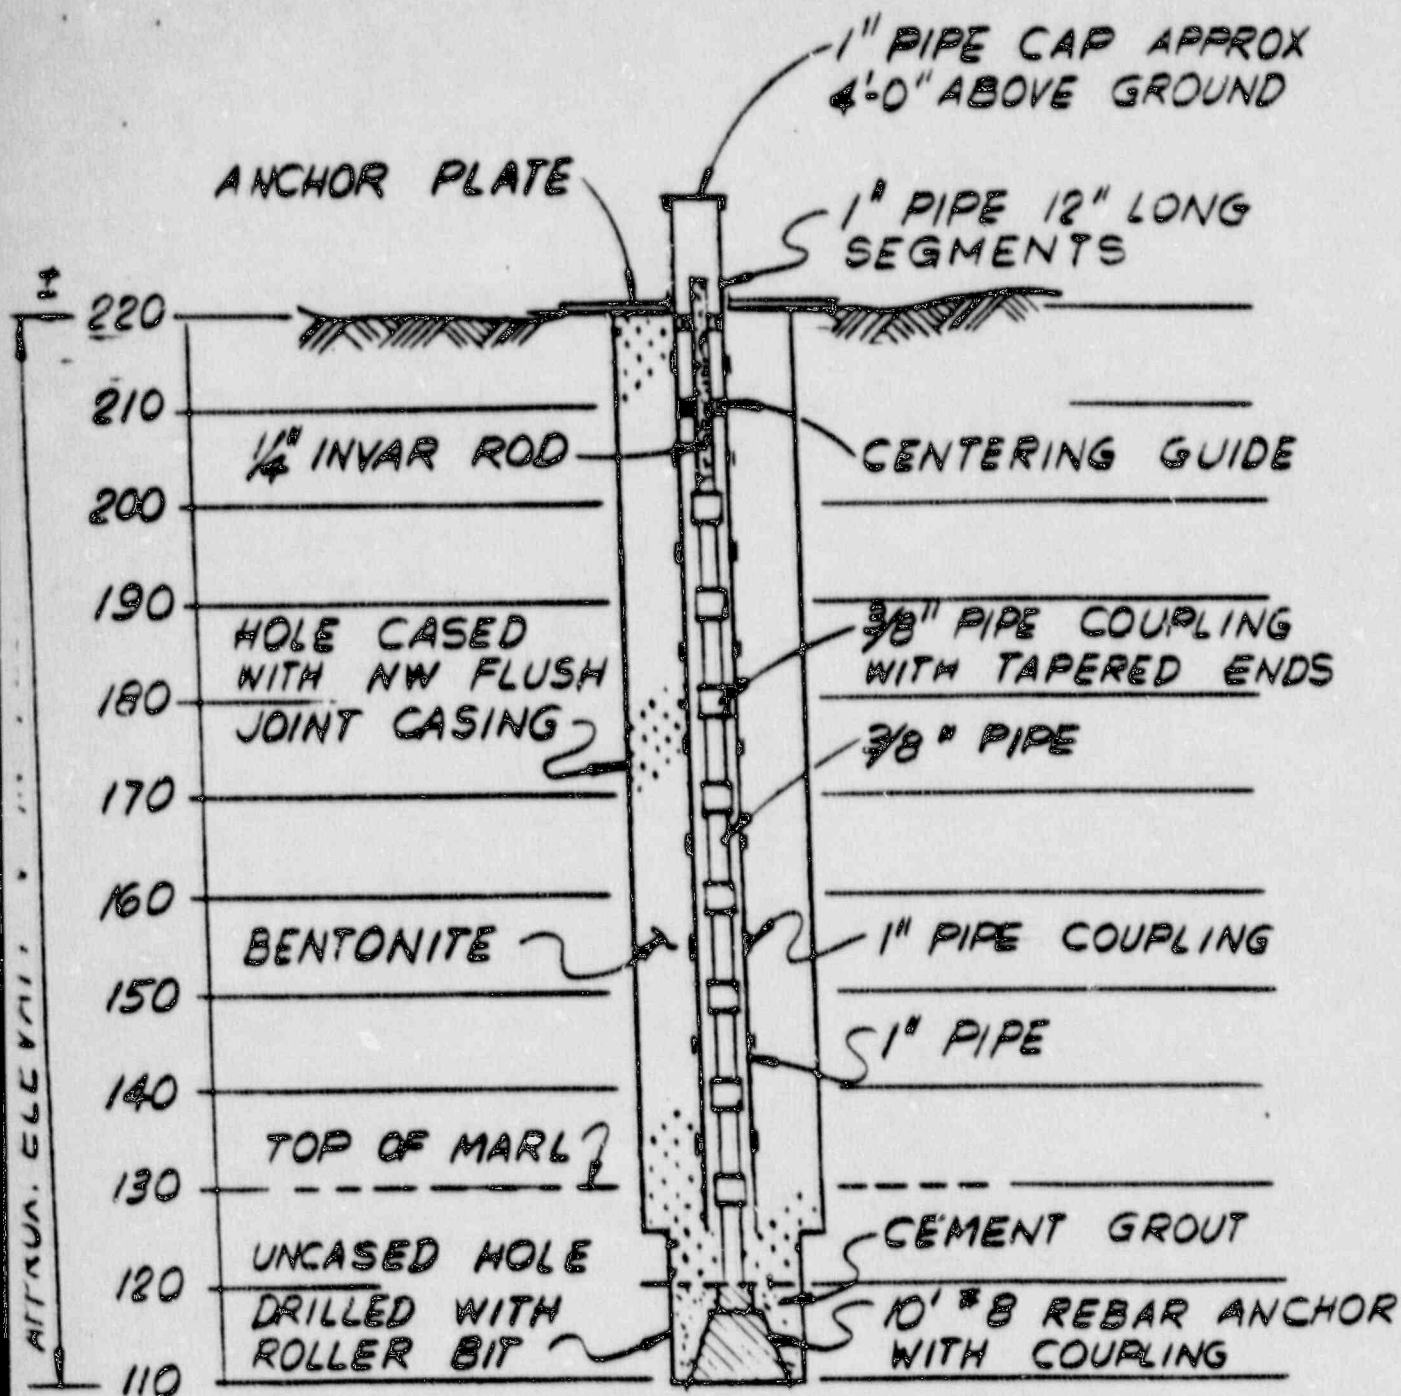 1" PIPE CAP APPROX
4'-0" ABOVE GROUND
ANCHOR PLATE
1" PIPE 12" LONG
SEGMENTS
±
220
210
1/4" INVAR ROD
CENTERING GUIDE
200
190
HOLE CASED
WITH NW FLUSH
JOINT CASING
3/8" PIPE COUPLING
WITH TAPERED ENDS
180
3/8" PIPE
170
160
BENTONITE
1" PIPE COUPLING
150
1" PIPE
140
TOP OF MARL
130
CEMENT GROUT
UNCASED HOLE
DRILLED WITH
ROLLER BIT
120
10' #8 REBAR ANCHOR
WITH COUPLING
110